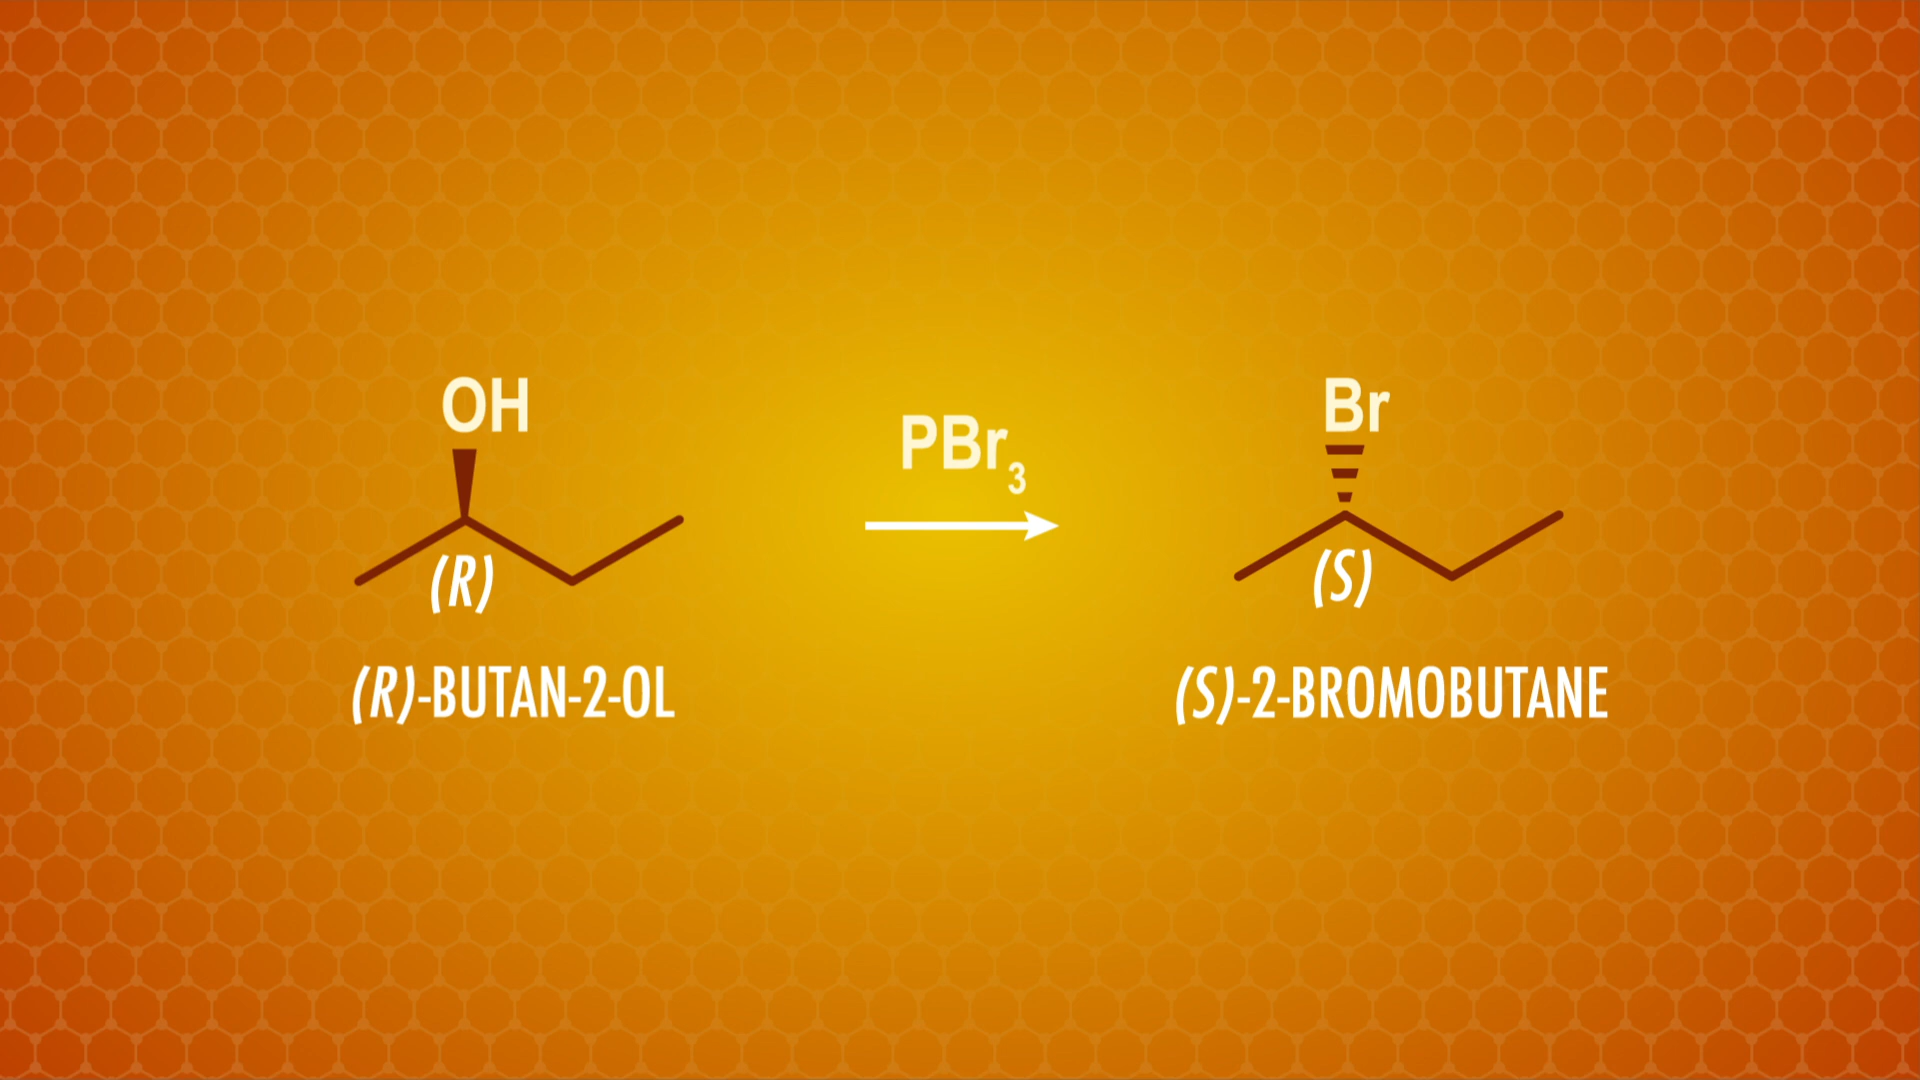 OH
(R)
(R)-BUTAN-2-OL
PBr₃
Br
(S)
(S)-2-BROMOBUTANE